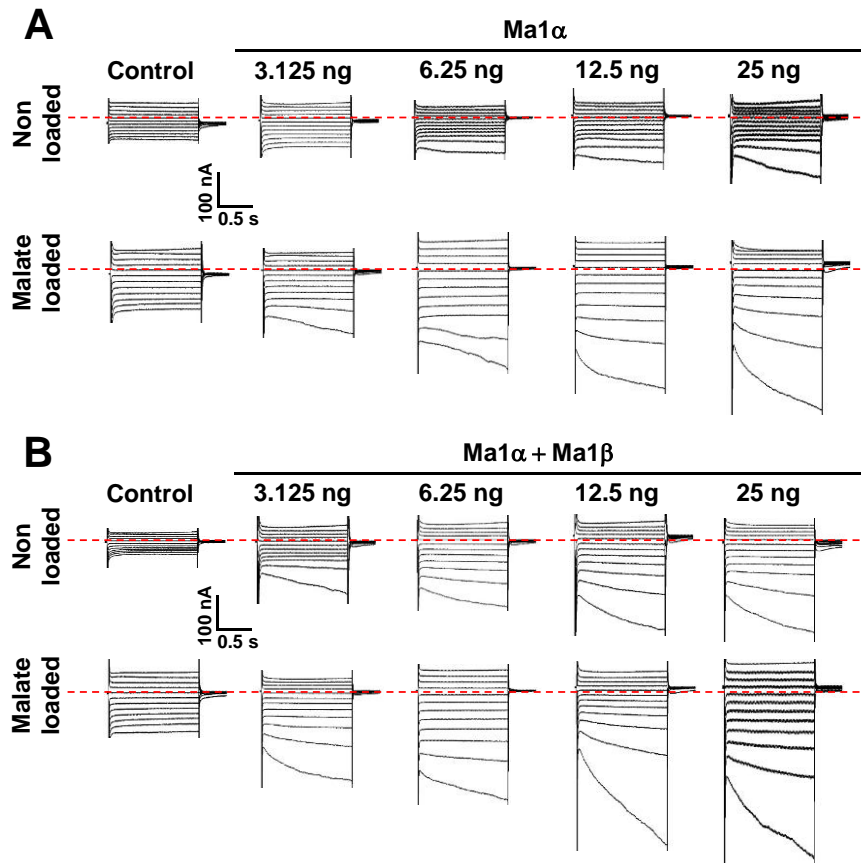 A
Ma1α
Control 3.125 ng 6.25 ng 12.5 ng 25 ng
Non
loaded
100 nA
0.5 s
Malate
loaded
B
Ma1α + Ma1β
Control 3.125 ng 6.25 ng 12.5 ng 25 ng
Non
loaded
100 nA
0.5 s
Malate
loaded